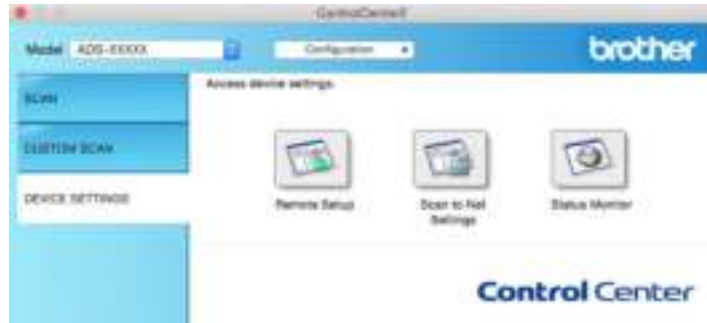 ControlCenter2
Model ADS-XXXXX Configuration brother
SCAN
CUSTOM SCAN
DEVICE SETTINGS
Access device settings.
Remote Setup
Scan to Net
Settings
Status Monitor
Control Center